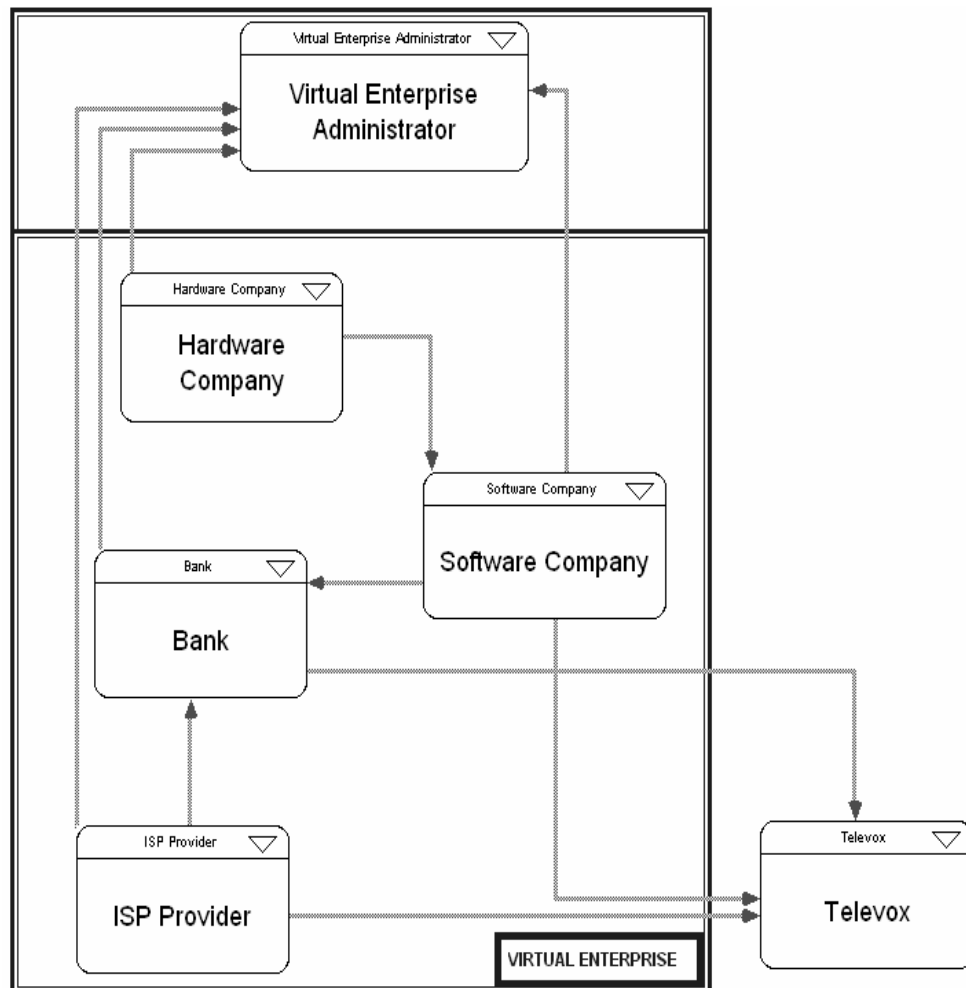 Virtual Enterprise Administrator
Virtual Enterprise
Administrator
Hardware Company
Hardware
Company
Software Company
Software Company
Bank
Bank
ISP Provider
ISP Provider
Televox
Televox
VIRTUAL ENTERPRISE